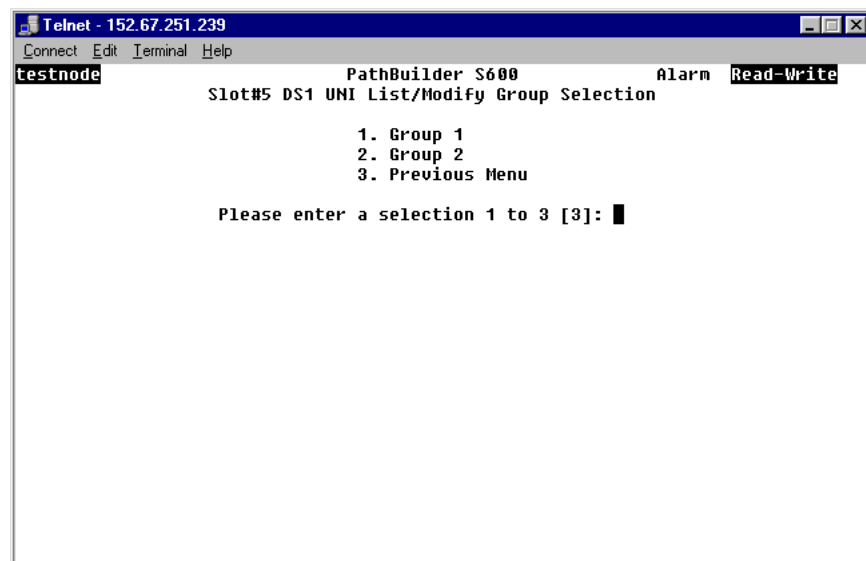 Telnet - 152.67.251.239
Connect Edit Terminal Help
testnode PathBuilder S600 Alarm Read-Write
Slot#5 DS1 UNI List/Modify Group Selection
1. Group 1
2. Group 2
3. Previous Menu
Please enter a selection 1 to 3 [3]: